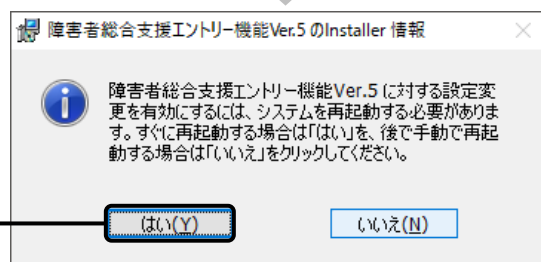 障害者総合支援エントリー機能Ver.5 のInstaller 情報
障害者総合支援エントリー機能Ver.5 に対する設定変
更を有効にするには、システムを再起動する必要がありま
す。すぐに再起動する場合は「はい」を、後で手動で再起
動する場合は「いいえ」をクリックしてください。
はい(Y)
いいえ(N)